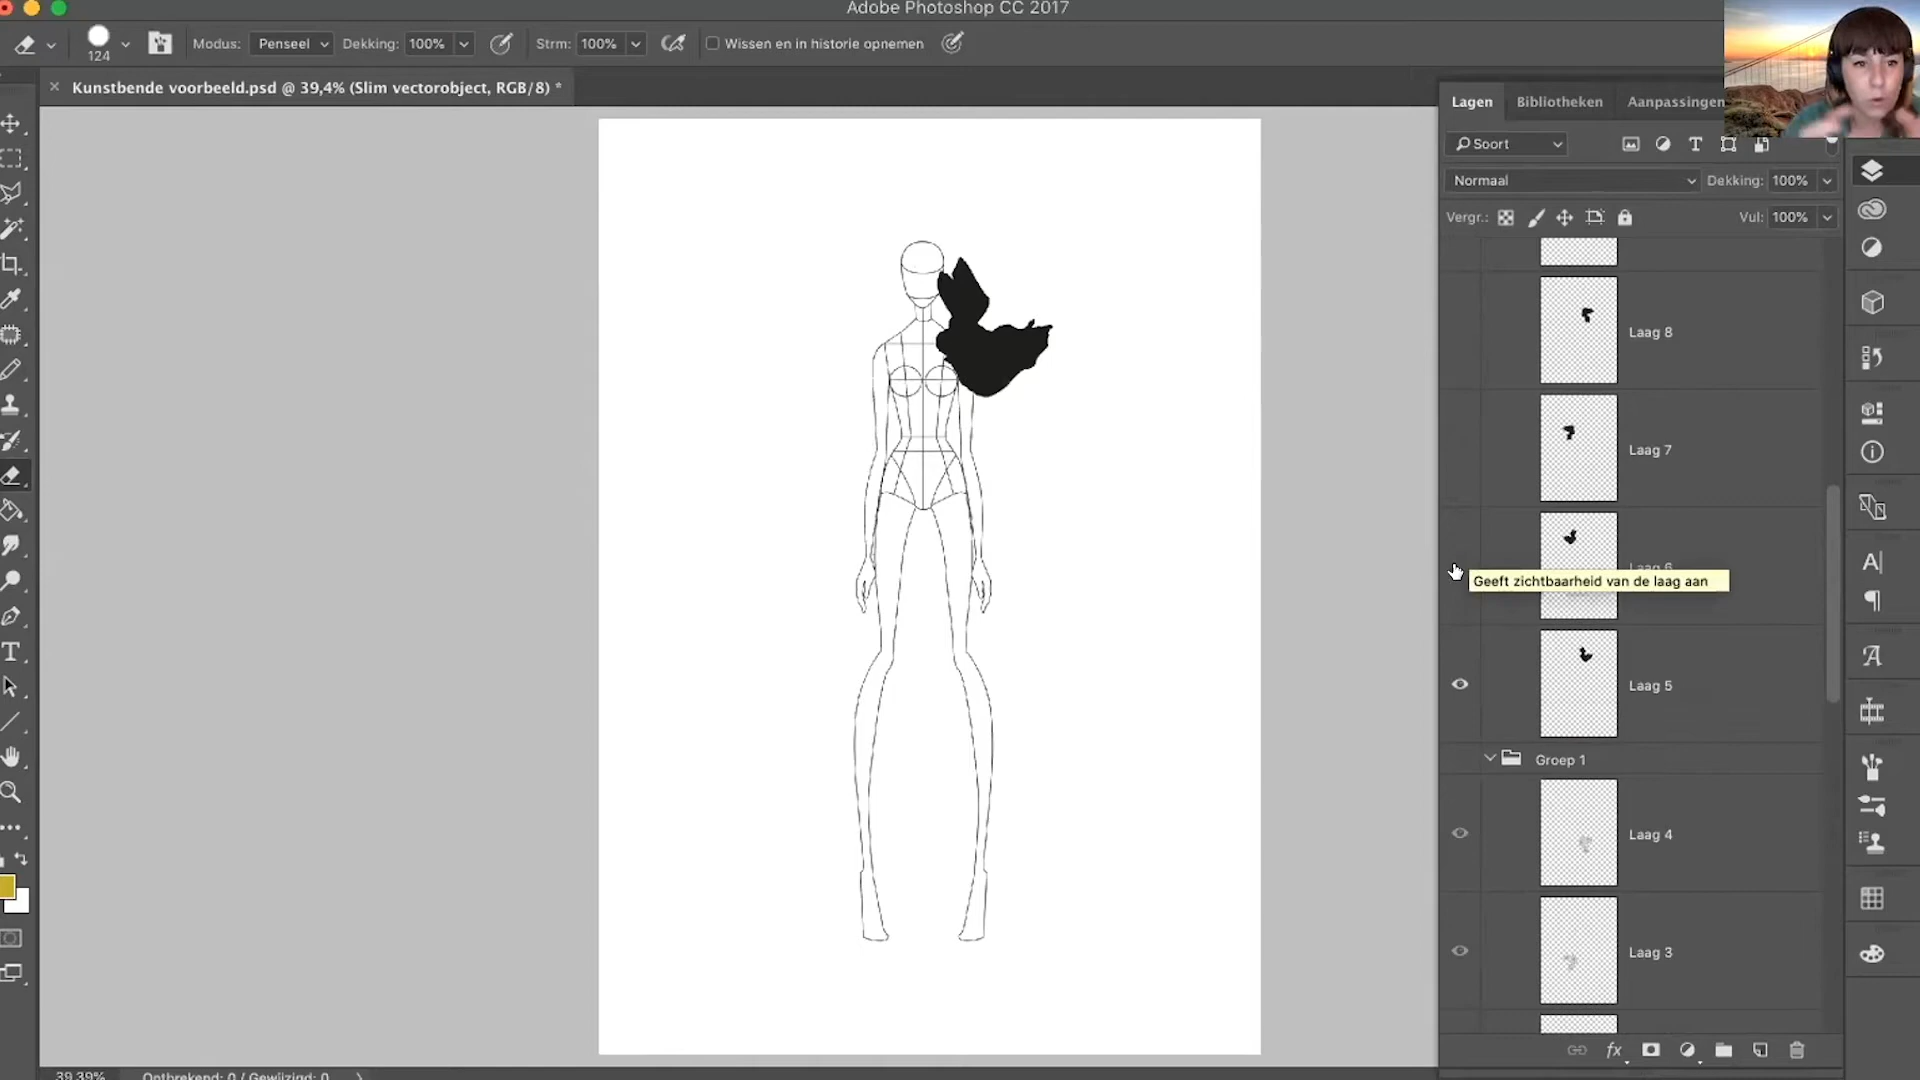 Adobe Photoshop CC 2017
124
Modus: Penseel Dekking: 100% Strm: 100% Wissen en in historie opnemen
Kunstbende voorbeeld.psd @ 39,4% (Slim vectorobject, RGB/8) *
Lagen Bibliotheken Aanpassingen
Soort
Normaal Dekking: 100%
Vergr.: Vul: 100%
Laag 8
Laag 7
Laag 6
Geeft zichtbaarheid van de laag aan
Laag 5
Groep 1
Laag 4
Laag 3
fx
39,39% Ontbrekend: 0 / Gewijzigd: 0